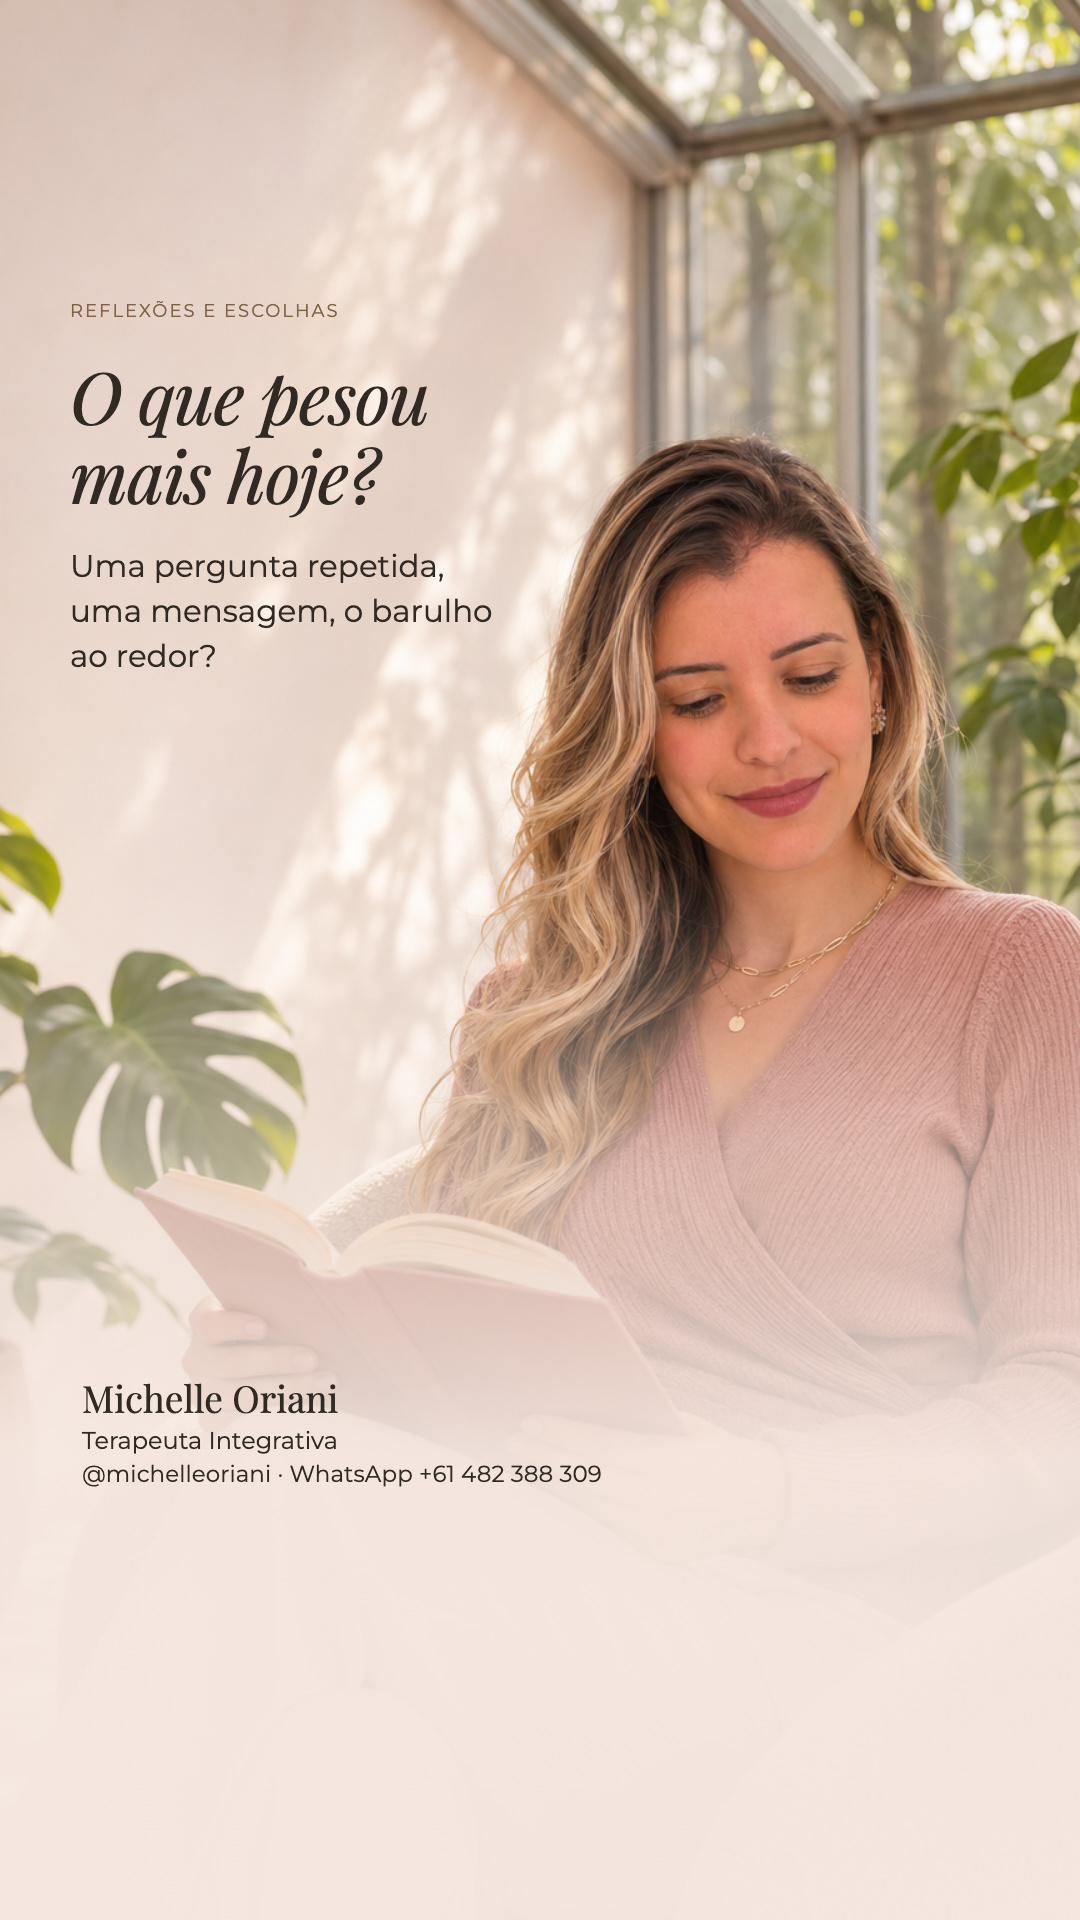 REFLEXÕES E ESCOLHAS
O que pesou
mais hoje?
Uma pergunta repetida,
uma mensagem, o barulho
ao redor?
Michelle Oriani
Terapeuta Integrativa
@michelleoriani · WhatsApp +61 482 388 309